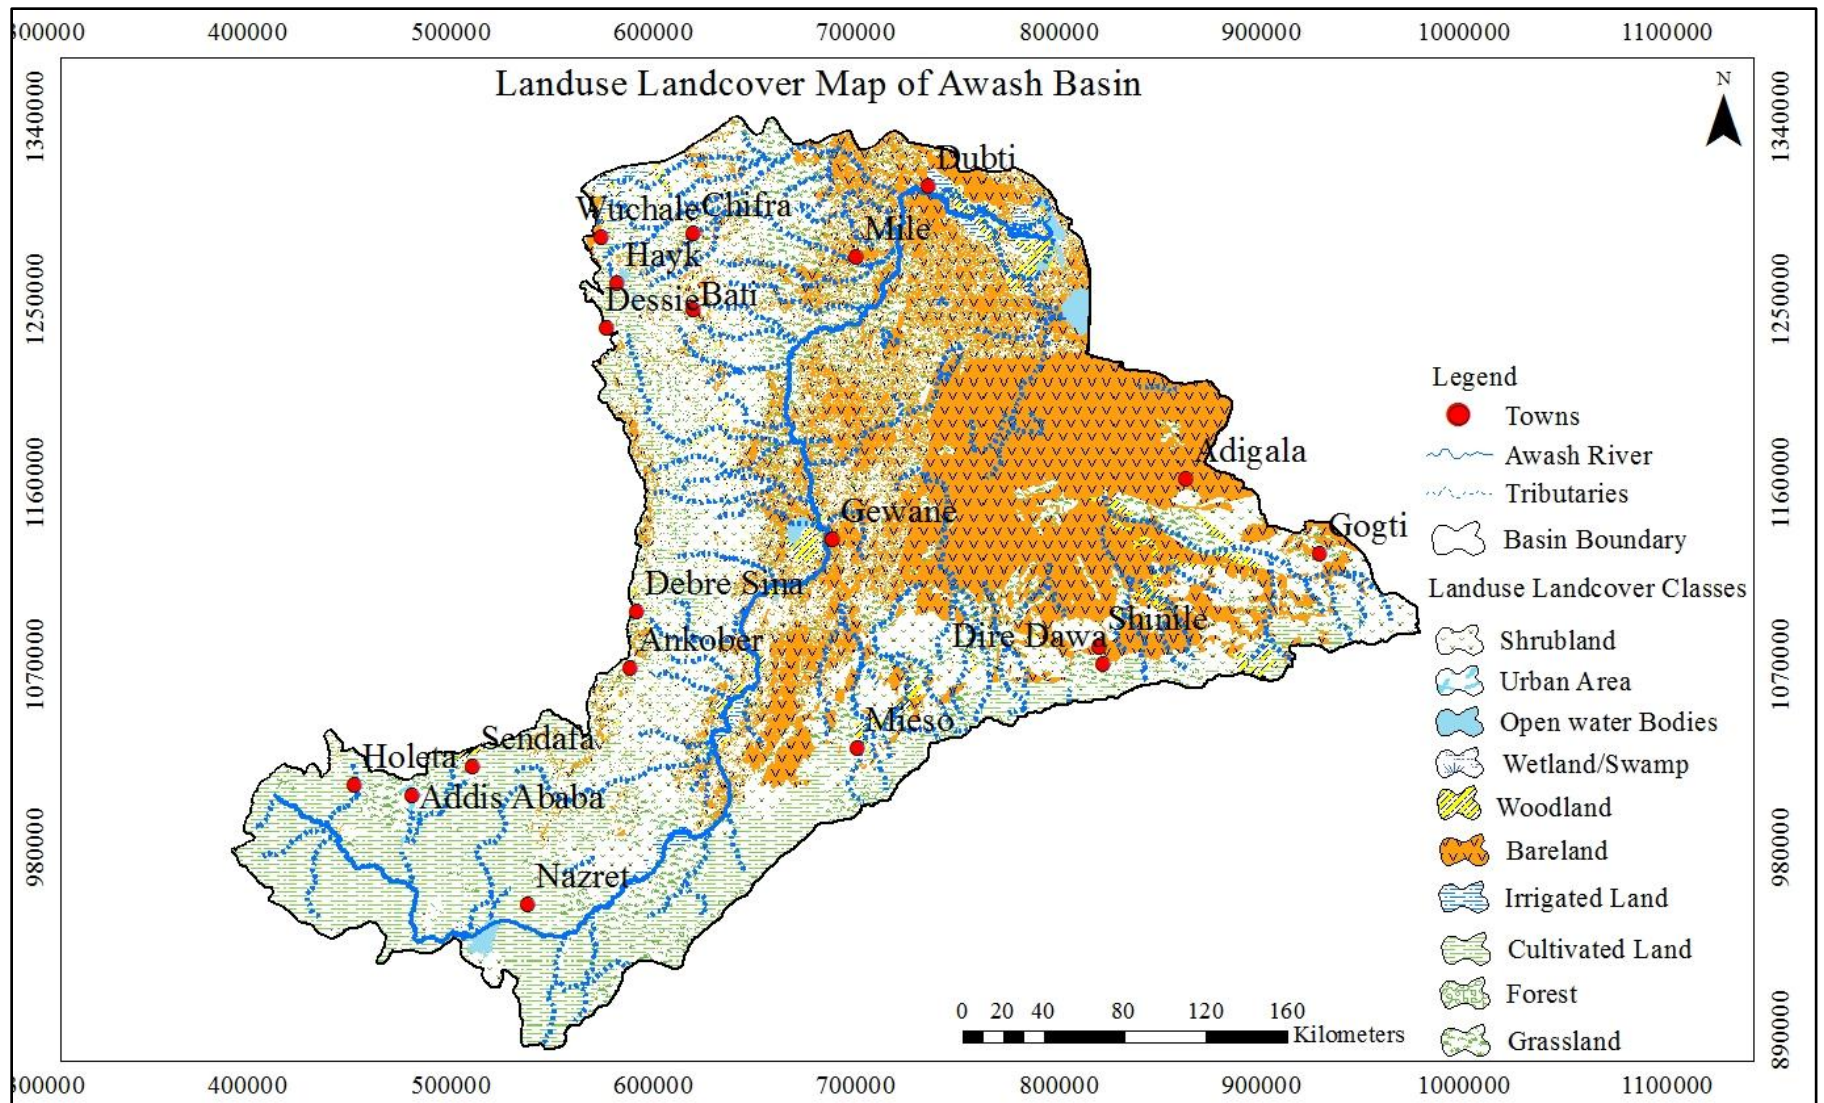 300000 400000 500000 600000 700000 800000 900000 1000000 1100000
Landuse Landcover Map of Awash Basin
N
1340000
1250000
1160000
1070000
980000
1340000
1250000
1160000
1070000
980000
890000
Dubti
Wuchale
Chifra
Mile
Hayk
Dessie
Bati
Adigala
Gewane
Gogti
Debre Sina
Shinile
Dire Dawa
Ankober
Mieso
Sendafa
Holeta
Addis Ababa
Nazret
Legend
Towns
Awash River
Tributaries
Basin Boundary
Landuse Landcover Classes
Shrubland
Urban Area
Open water Bodies
Wetland/Swamp
Woodland
Bareland
Irrigated Land
Cultivated Land
Forest
Grassland
0 20 40 80 120 160
Kilometers
300000 400000 500000 600000 700000 800000 900000 1000000 1100000